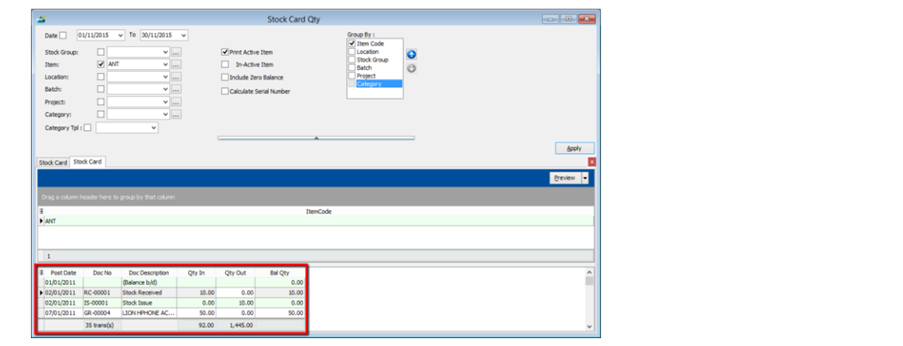 Stock Card Qty
Date 01/11/2015 To 30/11/2015
Group By :
Stock Group:
Item: ANT
Location:
Batch:
Project:
Category:
Category Tpl :
Print Active Item
In-Active Item
Include Zero Balance
Calculate Serial Number
Item Code
Location
Stock Group
Batch
Project
Category
Apply
Stock Card Stock Card
Preview
Drag a column header here to group by that column
ItemCode
ANT
1
Post Date Doc No Doc Description Qty In Qty Out Bal Qty
01/01/2011 (Balance b/d) 0.00
02/01/2011 RC-00001 Stock Received 10.00 0.00 10.00
02/01/2011 IS-00001 Stock Issue 0.00 10.00 0.00
07/01/2011 GR-00004 LION HPHONE AC... 50.00 0.00 50.00
35 trans(s) 92.00 1,445.00